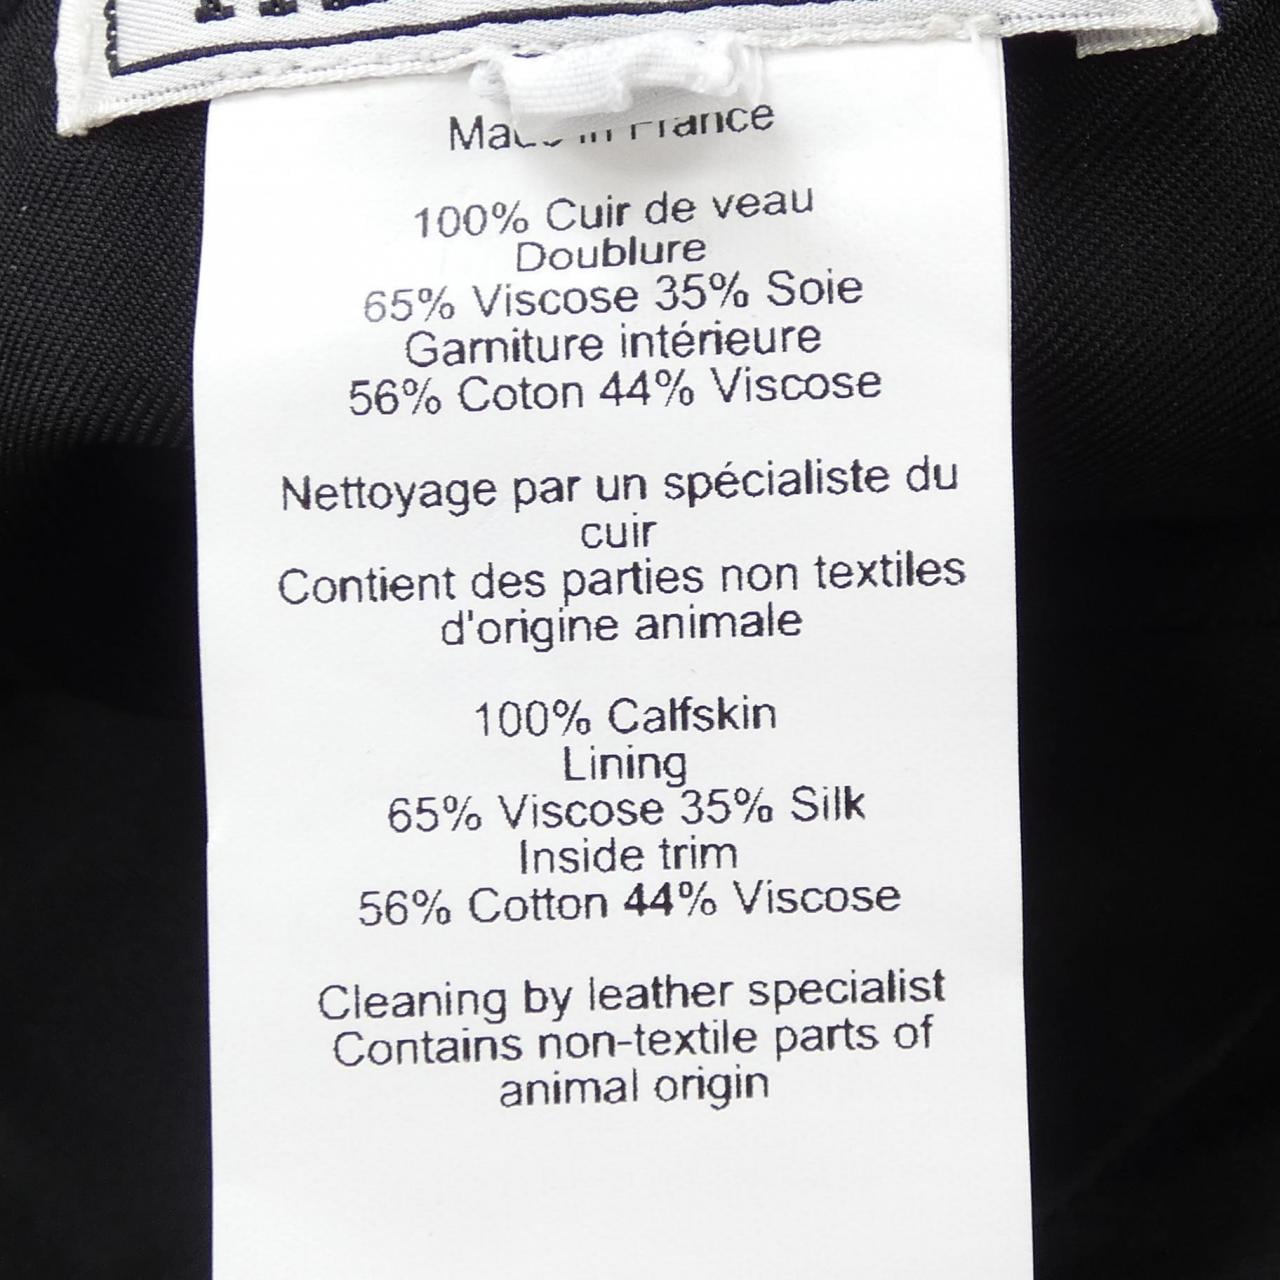 Made in France
100% Cuir de veau
Doublure
65% Viscose 35% Soie
Garniture intérieure
56% Coton 44% Viscose
Nettoyage par un spécialiste du
cuir
Contient des parties non textiles
d'origine animale
100% Calfskin
Lining
65% Viscose 35% Silk
Inside trim
56% Cotton 44% Viscose
Cleaning by leather specialist
Contains non-textile parts of
animal origin